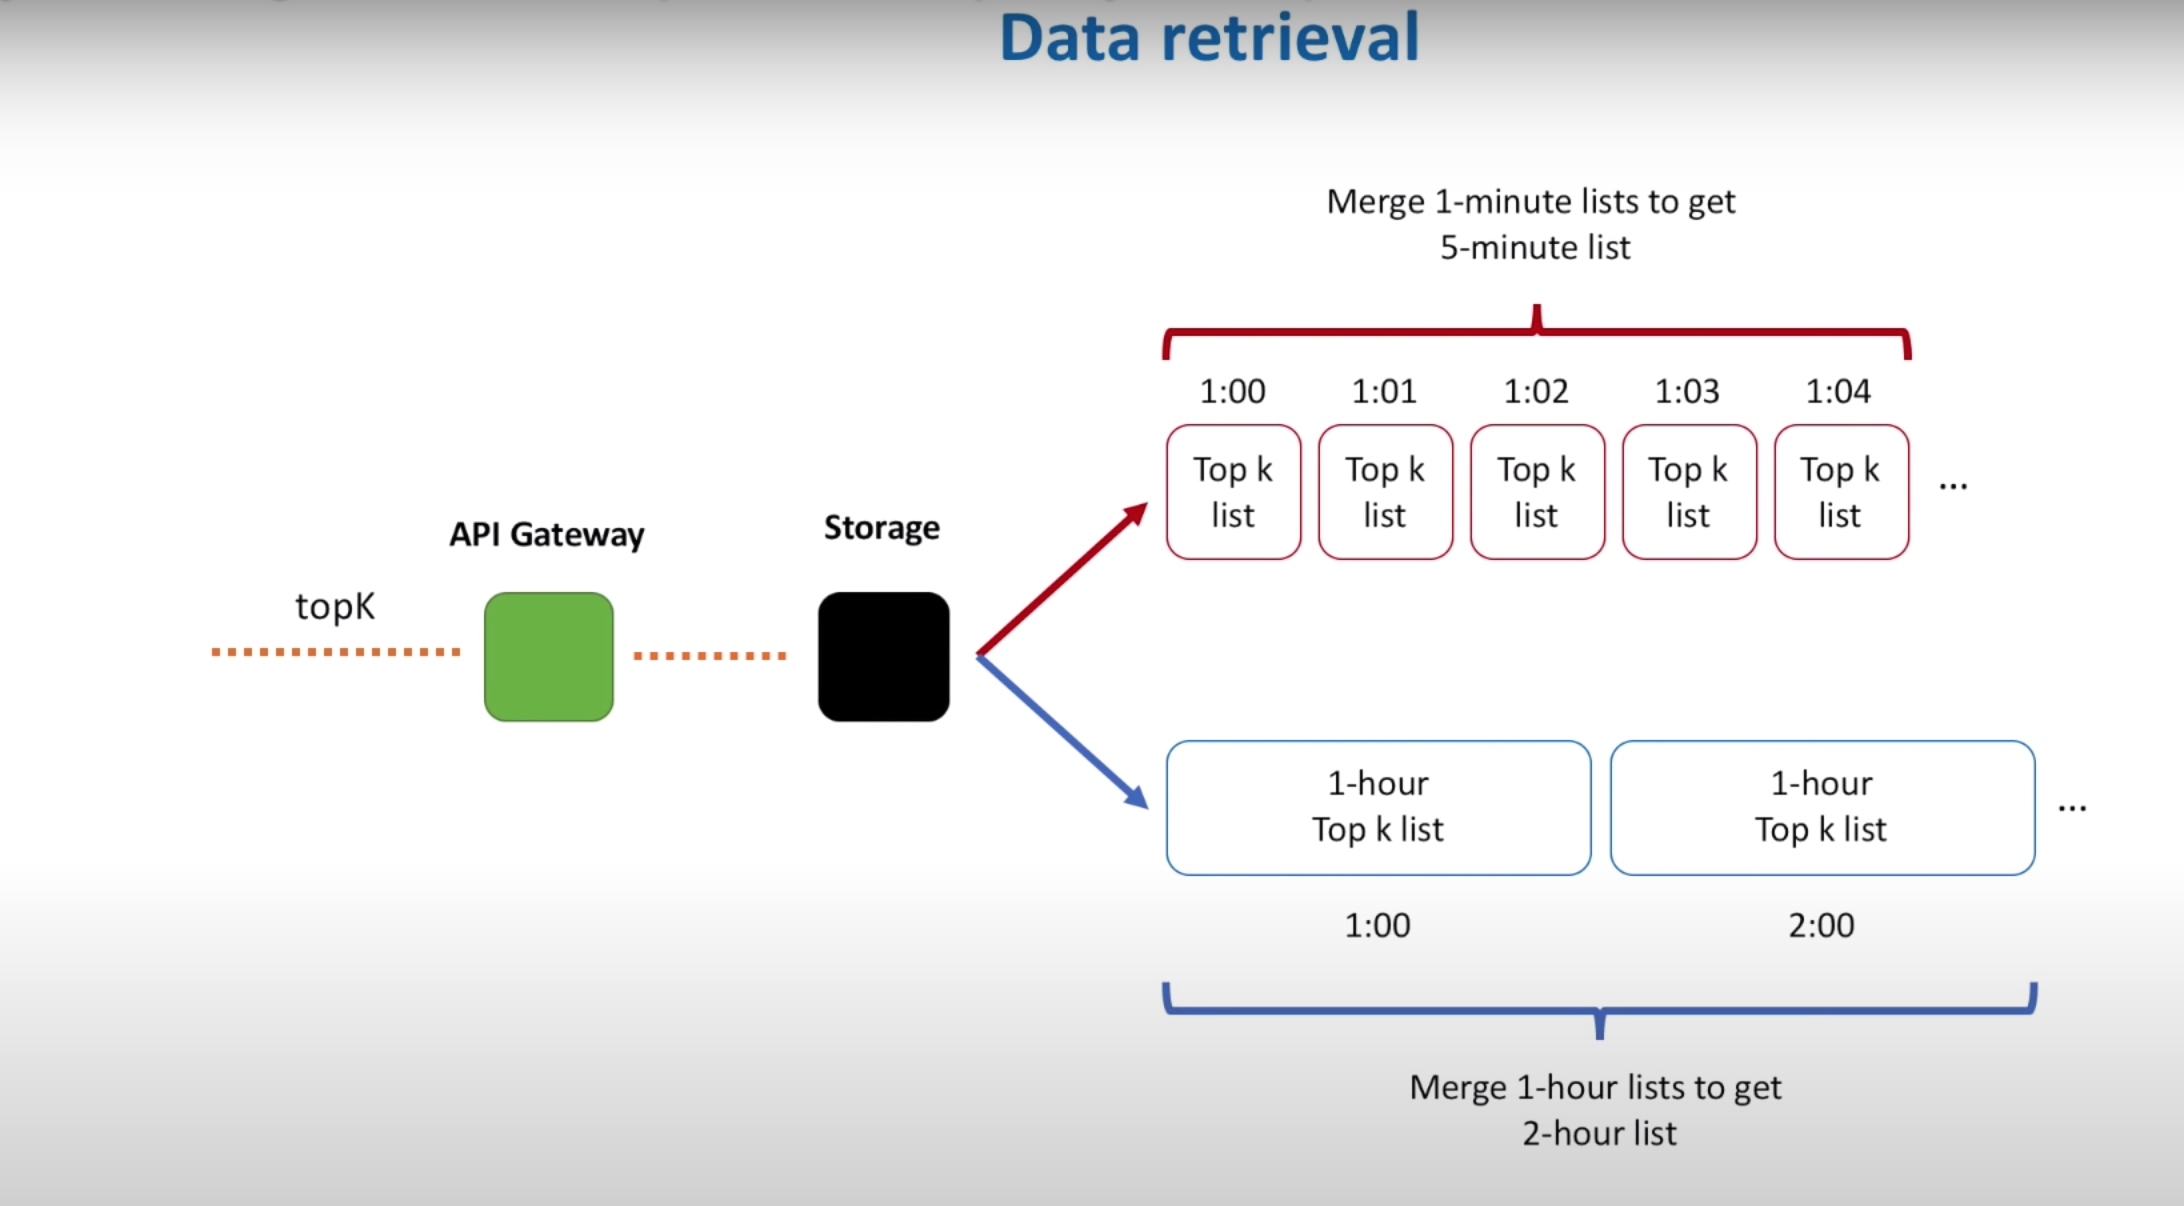 Data retrieval
Merge 1-minute lists to get
5-minute list
1:00 1:01 1:02 1:03 1:04
Top k list
Top k list
Top k list
Top k list
Top k list
...
API Gateway
Storage
topK
1-hour
Top k list
1-hour
Top k list
...
1:00 2:00
Merge 1-hour lists to get
2-hour list